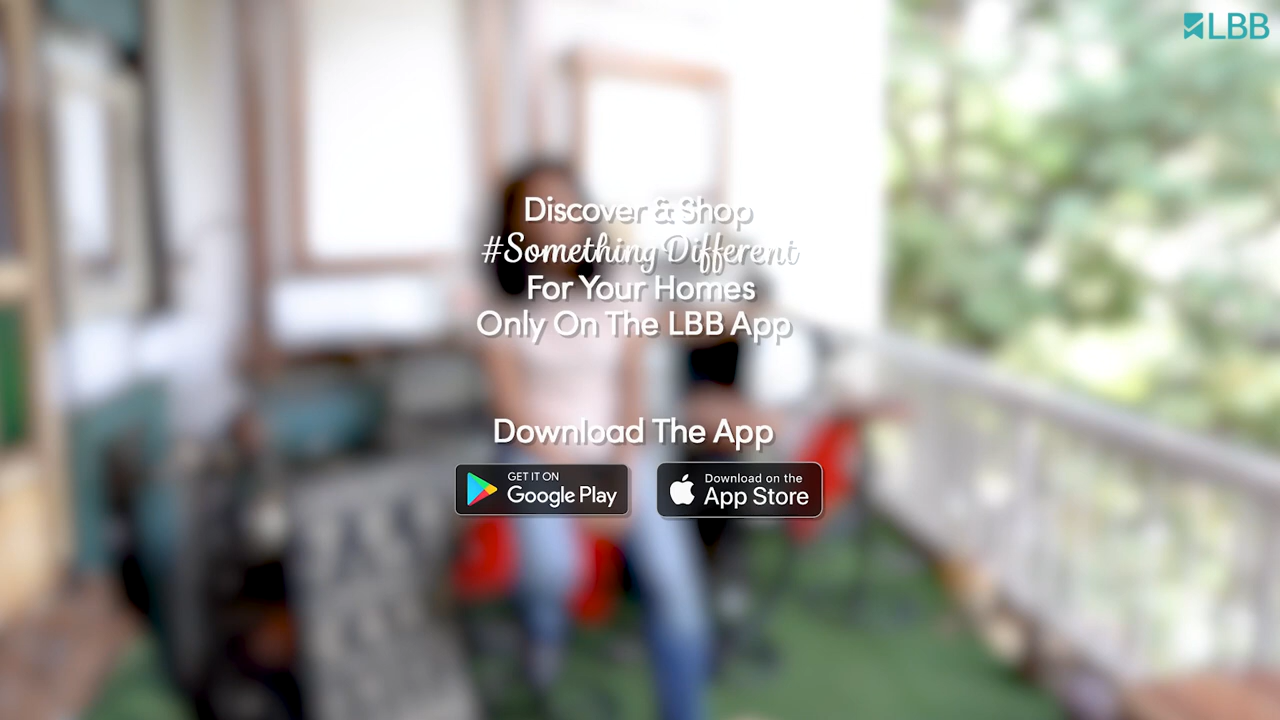 LBB
Discover & Shop
#Something Different
For Your Homes
Only On The LBB App
Download The App
GET IT ON
Google Play
Download on the
App Store